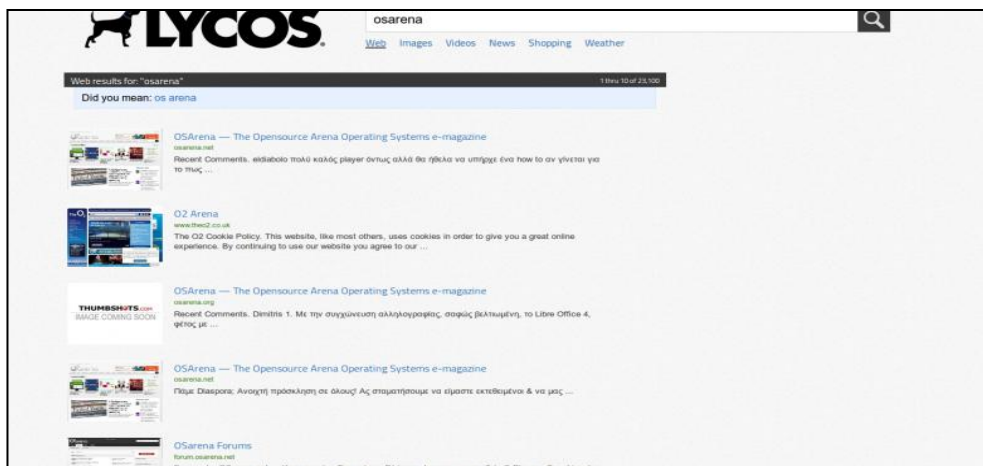 LYCOS.
osarena
Web Images Videos News Shopping Weather
Web results for: "osarena"
1 thru 10 of 23,100
Did you mean: os arena
OSArena — The Opensource Arena Operating Systems e-magazine
osarena.net
Recent Comments. eldiabolo πολύ καλός player όντως αλλά θα ήθελα να υπήρχε ένα how to αν γίνεται για
το πως ...
O2 Arena
www.theo2.co.uk
The O2 Cookie Policy. This website, like most others, uses cookies in order to give you a great online
experience. By continuing to use our website you agree to our ...
THUMBSHOTS.COM
IMAGE COMING SOON
OSArena — The Opensource Arena Operating Systems e-magazine
osarena.org
Recent Comments. Dimitris 1. Με την συγχώνευση αλληλογραφίας, σαφώς βελτιωμένη, το Libre Office 4,
φέτος με ...
OSArena — The Opensource Arena Operating Systems e-magazine
osarena.net
Πάμε Diaspora; Ανοιχτή πρόσκληση σε όλους! Ας σταματήσουμε να είμαστε εκτεθειμένοι & να μας ...
OSarena Forums
forum.osarena.net